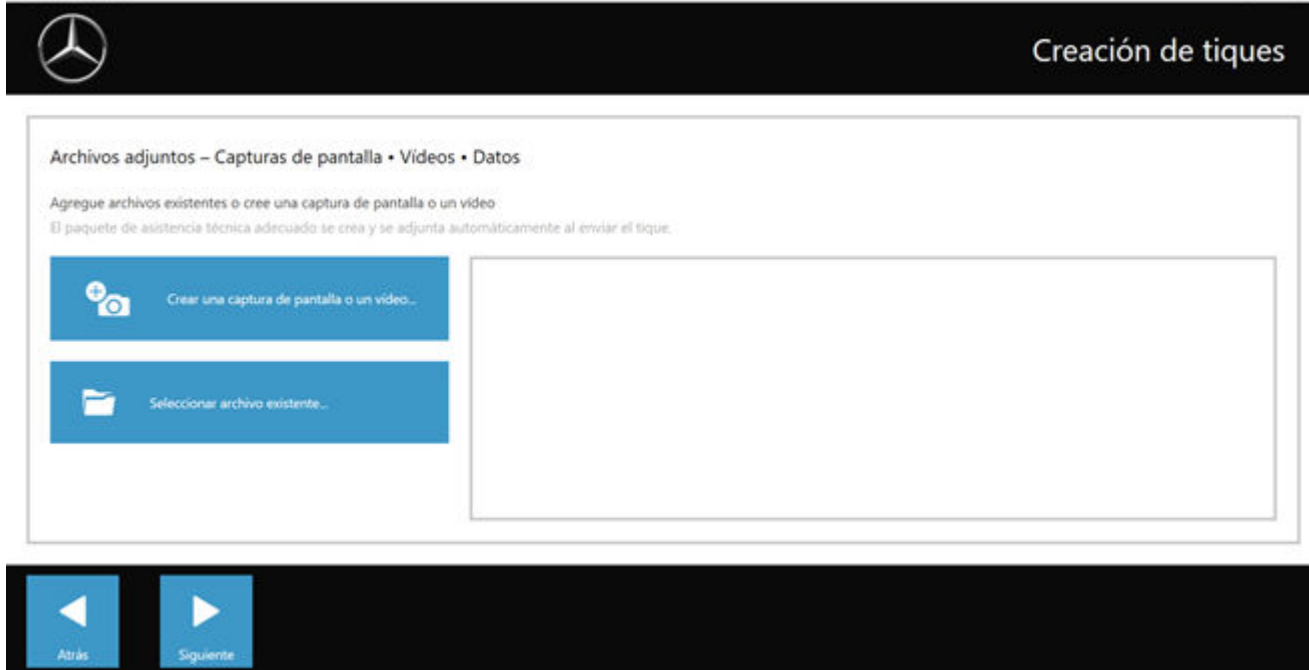 Creación de tiques
Archivos adjuntos – Capturas de pantalla • Vídeos • Datos
Agregue archivos existentes o cree una captura de pantalla o un vídeo
El paquete de asistencia técnica adecuado se crea y se adjunta automáticamente al enviar el tique.
Crear una captura de pantalla o un vídeo...
Seleccionar archivo existente...
Atrás
Siguiente